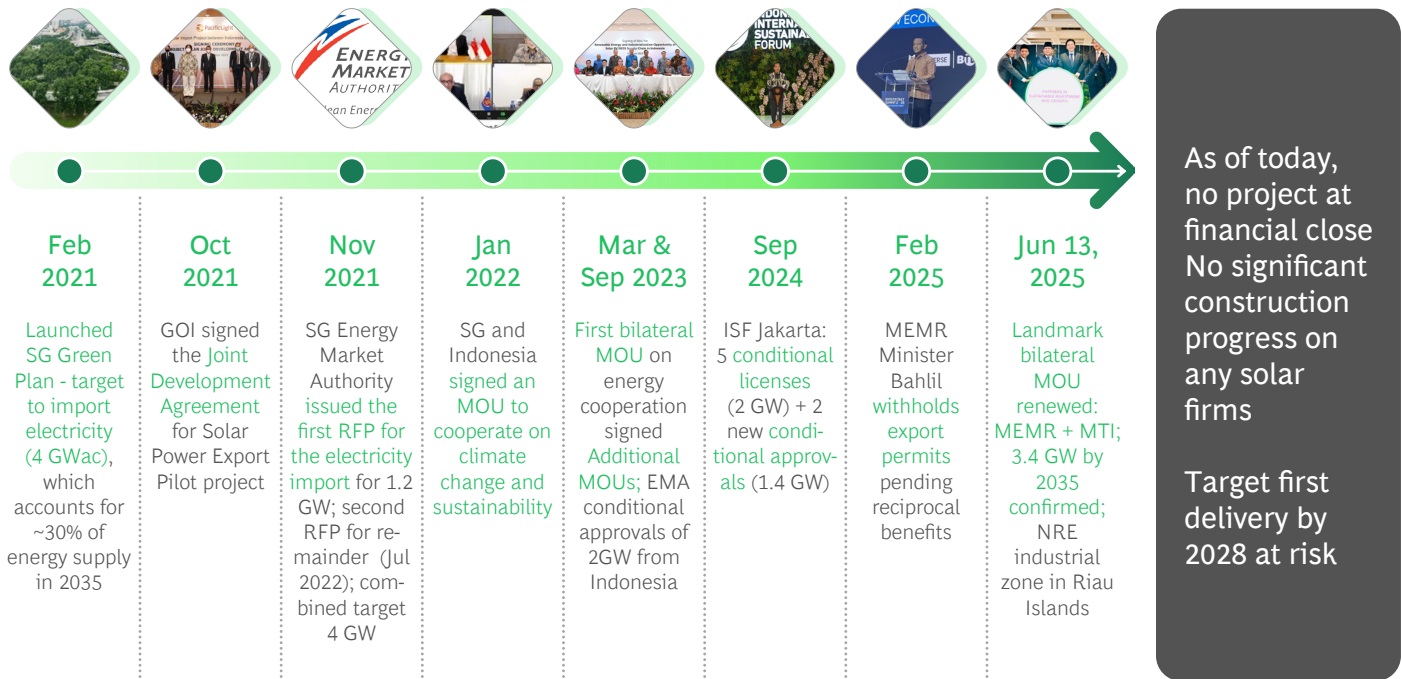 PacificLight
SIGNING CEREMONY
ENERGY
MARKET
AUTHORITY
ean Ener
INTERNA
SUSTAINAB
FORUM
ECON
Feb
2021
Launched
SG Green
Plan - target
to import
electricity
(4 GWac),
which
accounts for
~30% of
energy supply
in 2035
Oct
2021
GOI signed
the Joint
Development
Agreement
for Solar
Power Export
Pilot project
Nov
2021
SG Energy
Market
Authority
issued the
first RFP for
the electricity
import for 1.2
GW; second
RFP for re-
mainder (Jul
2022); com-
bined target
4 GW
Jan
2022
SG and
Indonesia
signed an
MOU to
cooperate on
climate
change and
sustainability
Mar &
Sep 2023
First bilateral
MOU on
energy
cooperation
signed
Additional
MOUs; EMA
conditional
approvals of
2GW from
Indonesia
Sep
2024
ISF Jakarta:
5 conditional
licenses
(2 GW) + 2
new condi-
tional approv-
als (1.4 GW)
Feb
2025
MEMR
Minister
Bahlil
withholds
export
permits
pending
reciprocal
benefits
Jun 13,
2025
Landmark
bilateral
MOU
renewed:
MEMR + MTI;
3.4 GW by
2035
confirmed;
NRE
industrial
zone in Riau
Islands
As of today,
no project at
financial close
No significant
construction
progress on
any solar
firms
Target first
delivery by
2028 at risk